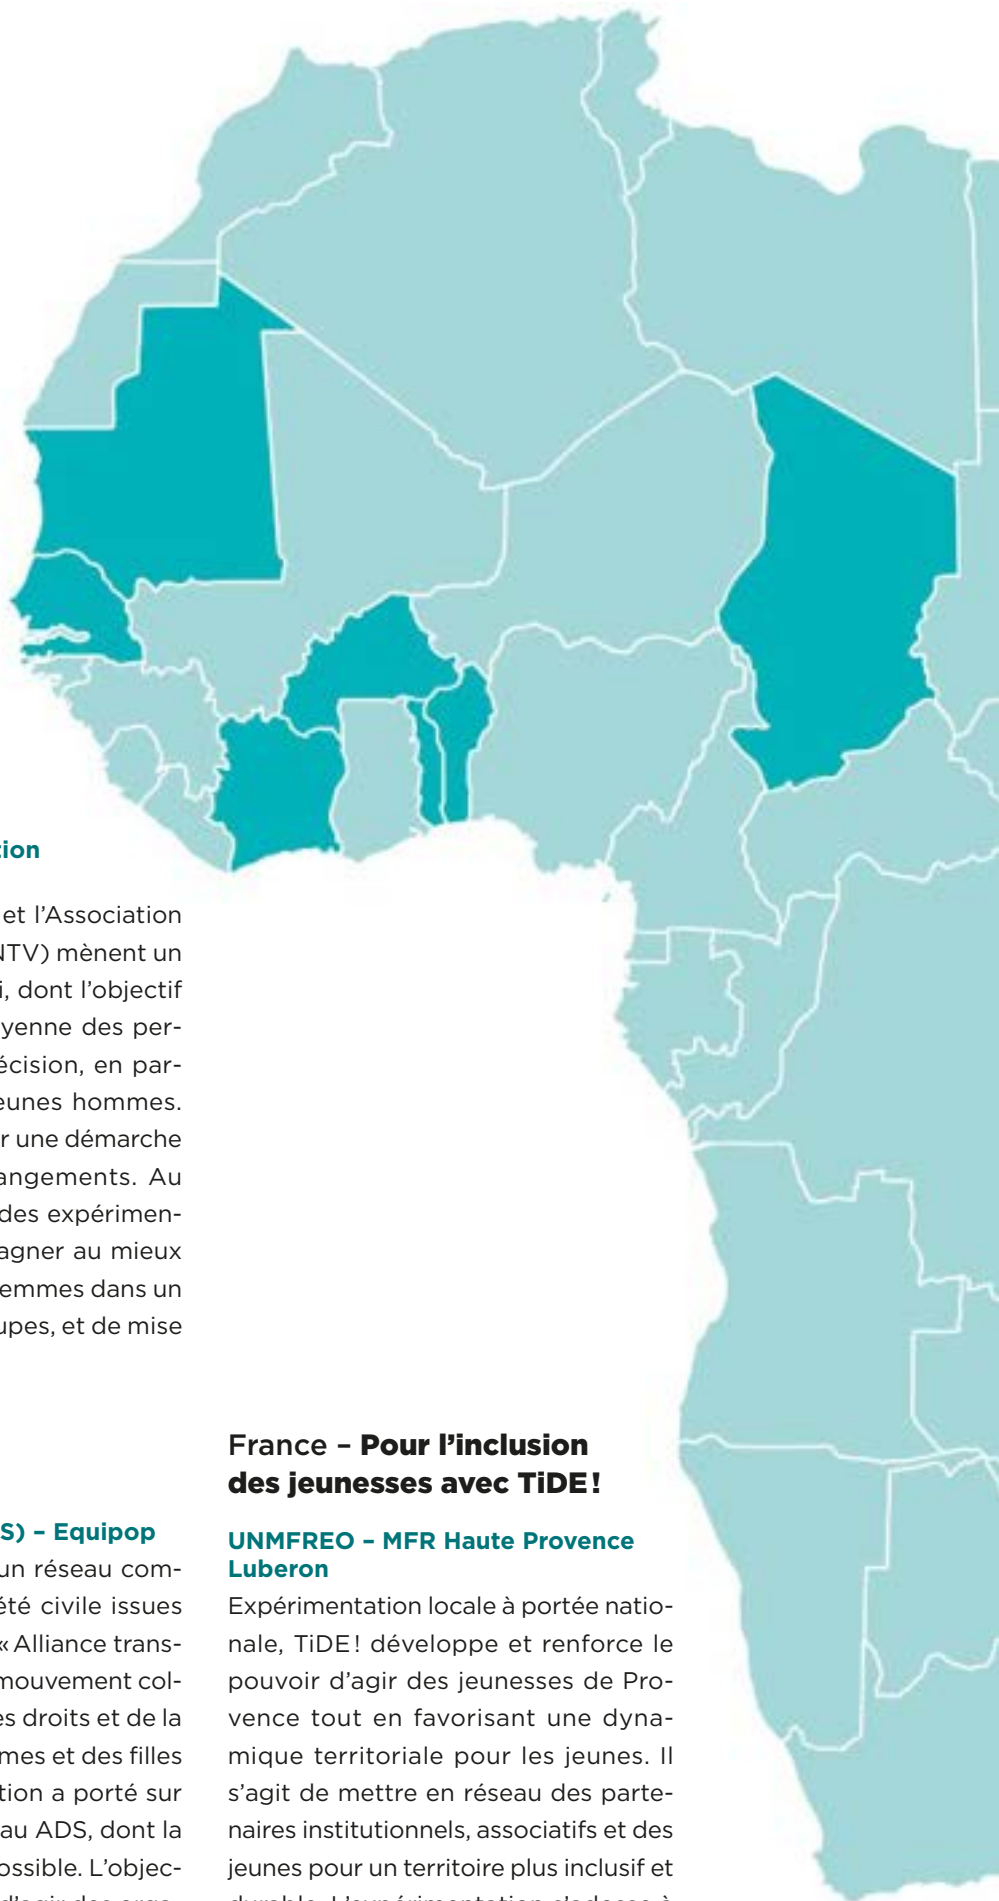 et l'Association
NTV) mènent un
i, dont l'objectif
yenne des per-
écision, en par-
eunes hommes.
r une démarche
angements. Au
des expérimen-
agner au mieux
emmes dans un
upes, et de mise
S) – Equipop
un réseau com-
été civile issues
« Alliance trans-
mouvement col-
es droits et de la
mes et des filles
tion a porté sur
au ADS, dont la
ossible. L'objec-
France – Pour l'inclusion
des jeunesses avec TiDE !
UNMFREO – MFR Haute Provence
Luberon
Expérimentation locale à portée natio-
nale, TiDE ! développe et renforce le
pouvoir d'agir des jeunesses de Pro-
vence tout en favorisant une dyna-
mique territoriale pour les jeunes. Il
s'agit de mettre en réseau des parte-
naires institutionnels, associatifs et des
jeunes pour un territoire plus inclusif et